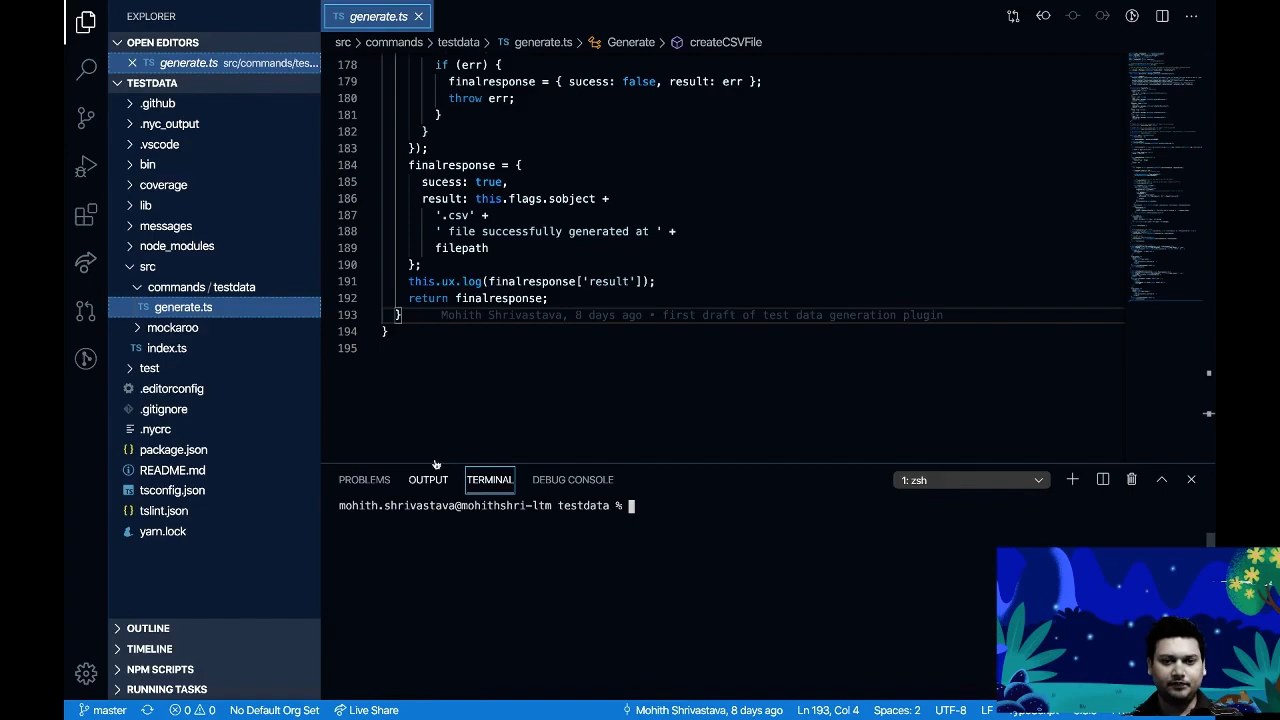 EXPLORER
OPEN EDITORS
TS generate.ts src/commands/tes...
TESTDATA
.github
.nyc_output
.vscode
bin
coverage
lib
messages
node_modules
src
commands / testdata
TS generate.ts
mockaroo
TS index.ts
test
.editorconfig
.gitignore
.nycrc
package.json
README.md
tsconfig.json
tslint.json
yarn.lock
OUTLINE
TIMELINE
NPM SCRIPTS
RUNNING TASKS
TS generate.ts
src > commands > testdata > TS generate.ts > Generate > createCSVFile
178 if (err) {
179 finalresponse = { sucess: false, result: '' };
180 throw err;
181
182 }
183 });
184 finalresponse = {
185 sucess: true,
186 result: this.flags.sobject +
187 '.csv' +
188 ' is successfully generated at ' +
189 filepath
190 };
191 this.ux.log(finalresponse['result']);
192 return finalresponse;
193 } Mohith Shrivastava, 8 days ago • first draft of test data generation plugin
194 }
195
PROBLEMS OUTPUT TERMINAL DEBUG CONSOLE 1: zsh
mohith.shrivastava@mohithshri-ltm testdata %
master 0 0 No Default Org Set Live Share Mohith Shrivastava, 8 days ago Ln 193, Col 4 Spaces: 2 UTF-8 LF TypeScript